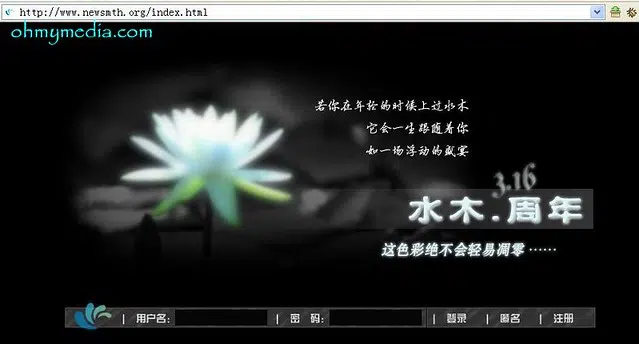 http://www.newsmth.org/index.html
ohmymedia.com
若你在年轻的时候上过水木
它会一生跟随着你
如一场浮动的盛宴
3.16
水木.周年
这色彩绝不会轻易凋零……
| 用户名: | 密 码: | 登录 | 匿名 | 注册